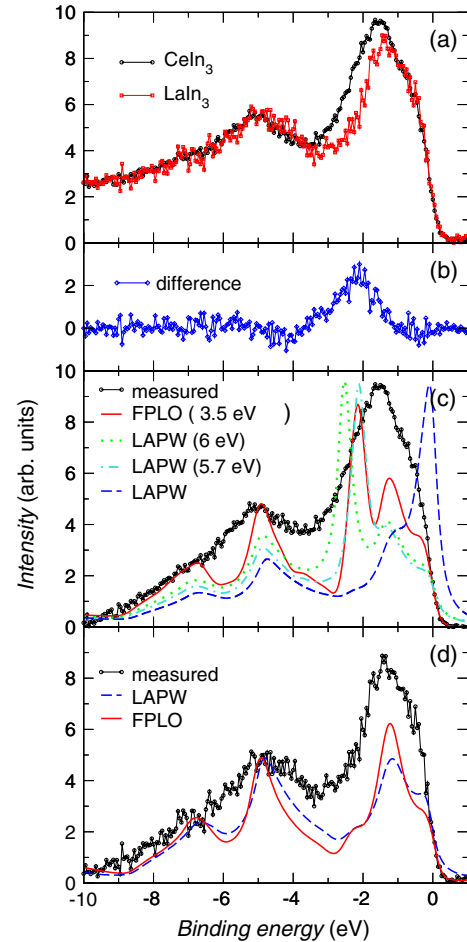 10
(a)
CeIn3
8
LaIn3
6
4
2
0
(b)
difference
0
10
(c)
measured
FPLO ( 3.5 eV )
8
LAPW (6 eV)
LAPW (5.7 eV)
6
LAPW
4
2
0
Intensity (arb. units)
10
(d)
measured
LAPW
8
FPLO
6
4
2
0
-10 -8 -6 -4 -2 0
Binding energy (eV)